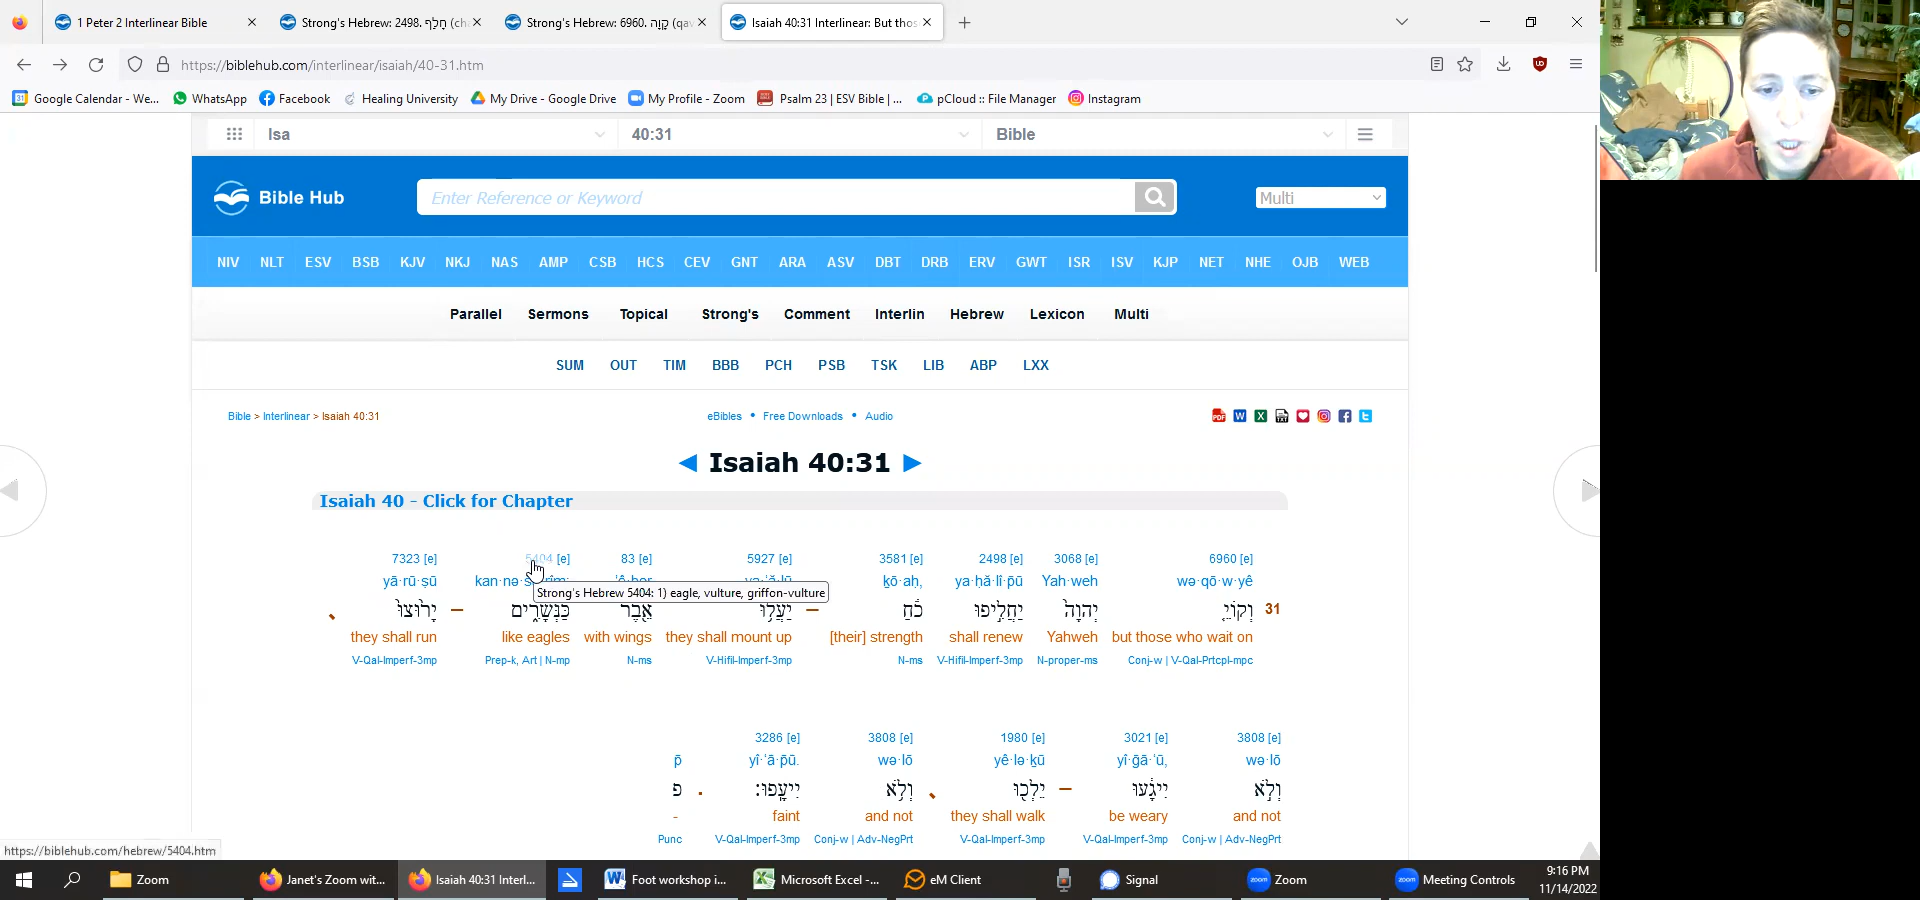 1 Peter 2 Interlinear Bible
Strong's Hebrew: 2498. חָלַף (ch
Strong's Hebrew: 6960. קָוָה (qav
Isaiah 40:31 Interlinear: But thos
https://biblehub.com/interlinear/isaiah/40-31.htm
Google Calendar - We... WhatsApp Facebook Healing University My Drive - Google Drive My Profile - Zoom Psalm 23 | ESV Bible | ... pCloud :: File Manager Instagram
Isa 40:31 Bible
Bible Hub Enter Reference or Keyword Multi
NIV NLT ESV BSB KJV NKJ NAS AMP CSB HCS CEV GNT ARA ASV DBT DRB ERV GWT ISR ISV KJP NET NHE OJB WEB
Parallel Sermons Topical Strong's Comment Interlin Hebrew Lexicon Multi
SUM OUT TIM BBB PCH PSB TSK LIB ABP LXX
Bible > Interlinear > Isaiah 40:31 eBibles • Free Downloads • Audio
◄ Isaiah 40:31 ►
Isaiah 40 - Click for Chapter
7323 [e] 5404 [e] 83 [e] 5927 [e] 3581 [e] 2498 [e] 3068 [e] 6960 [e]
yā·rū·ṣū kan·nə· kō·aḥ, ya·ḥă·lî·p̄ū Yah·weh wə·qō·w·yê
Strong's Hebrew 5404: 1) eagle, vulture, griffon-vulture
31 וְקוֹיֵ֤ יְהוָה֙ יַחֲלִ֣יפוּ כֹ֔חַ – יַעֲל֥וּ אֵ֖בֶר כַּנְּשָׁרִ֑ים – יָר֙וּצוּ֙
they shall run like eagles with wings they shall mount up [their] strength shall renew Yahweh but those who wait on
V-Qal-Imperf-3mp Prep-k, Art | N-mp N-ms V-Hifil-Imperf-3mp N-ms V-Hifil-Imperf-3mp N-proper-ms Conj-w | V-Qal-Prtcpl-mpc
3286 [e] 3808 [e] 1980 [e] 3021 [e] 3808 [e]
p̄ yî·‘ā·p̄ū. wə·lō yê·lə·ḵū yî·ḡā·‘ū, wə·lō
וְלֹ֣א יִיגָ֔עוּ – יֵלְכ֖וּ וְלֹ֥א יִיעָֽפוּ׃ . פ
- faint and not they shall walk be weary and not
Punc V-Qal-Imperf-3mp Conj-w | Adv-NegPrt V-Qal-Imperf-3mp V-Qal-Imperf-3mp Conj-w | Adv-NegPrt
https://biblehub.com/hebrew/5404.htm
Zoom Janet's Zoom wit... Isaiah 40:31 Interl... Foot workshop i... Microsoft Excel -... eM Client Signal Zoom Meeting Controls
9:16 PM
11/14/2022